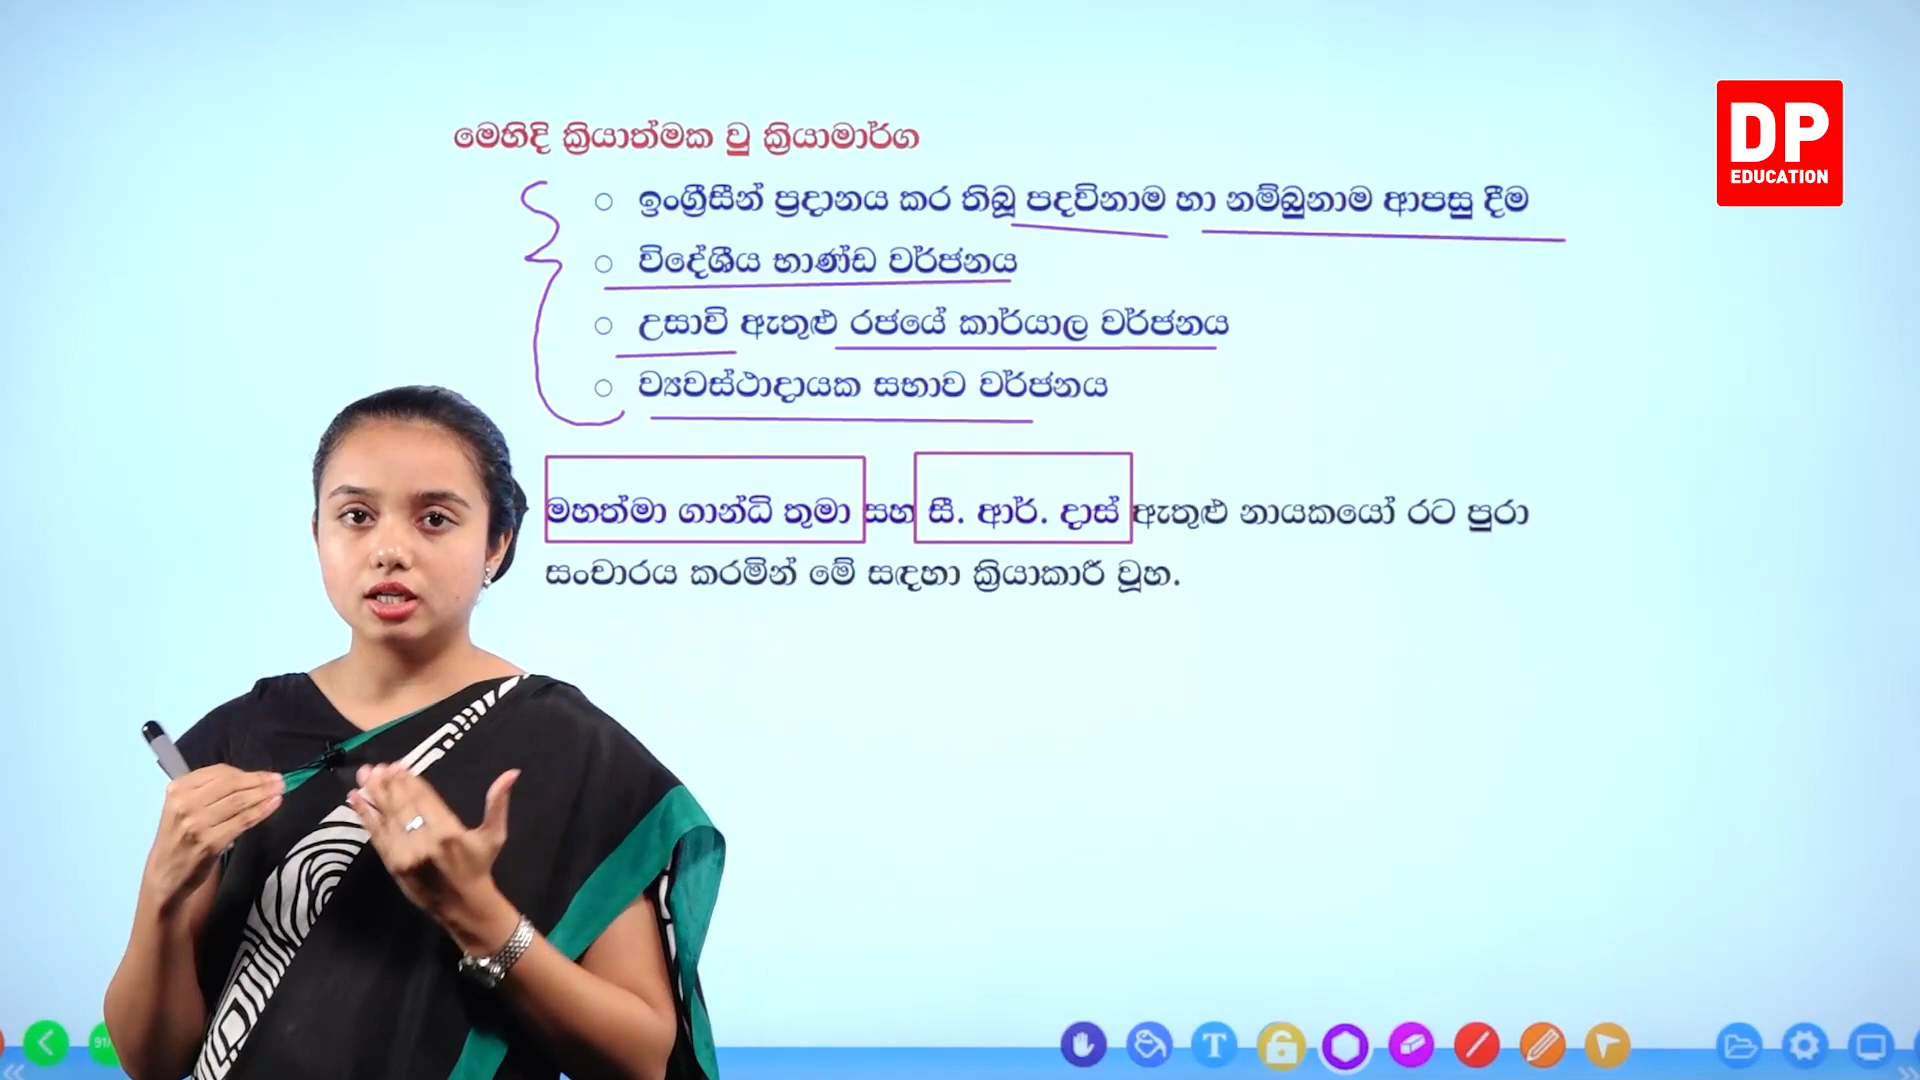 DP
EDUCATION
මෙහිදි ක්‍රියාත්මක වූ ක්‍රියාමාර්ග
○ ඉංග්‍රීසීන් ප්‍රදානය කර තිබූ පදවිනාම හා නම්බුනාම ආපසු දීම
○ විදේශීය භාණ්ඩ වර්ජනය
○ උසාවි ඇතුළු රජයේ කාර්යාල වර්ජනය
○ ව්‍යවස්ථාදායක සභාව වර්ජනය
මහත්මා ගාන්ධි තුමා සහ සී. ආර්. දාස් ඇතුළු නායකයෝ රට පුරා
සංචාරය කරමින් මේ සඳහා ක්‍රියාකාරී වූහ.
T